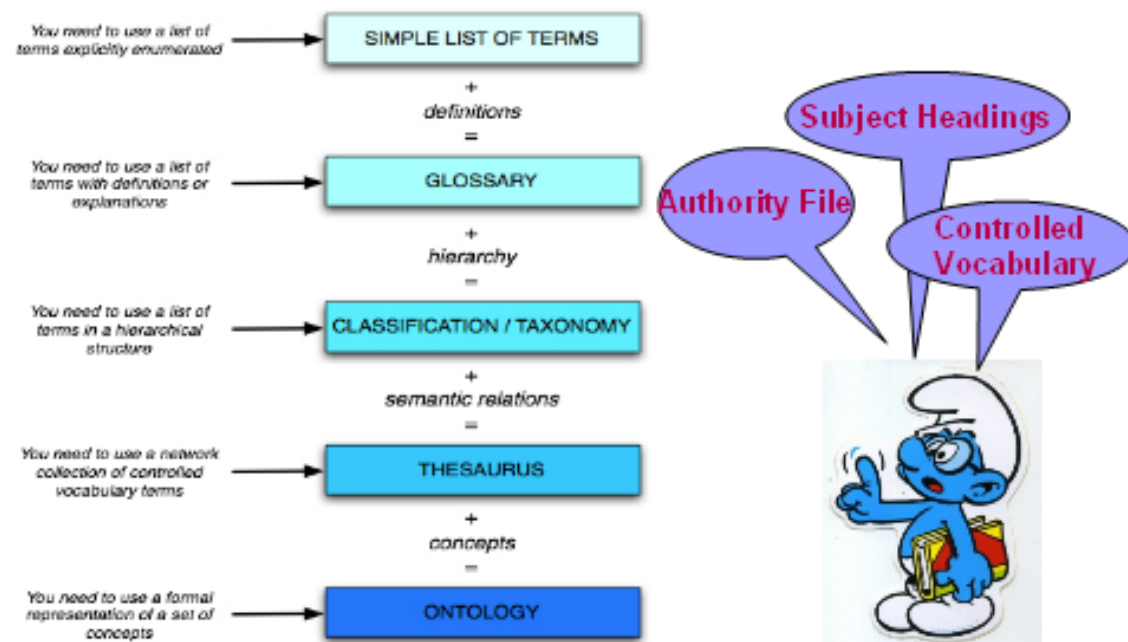 You need to use a list of
terms explicitly enumerated
SIMPLE LIST OF TERMS
+
definitions
=
You need to use a list of
terms with definitions or
explanations
GLOSSARY
+
hierarchy
=
You need to use a list of
terms in a hierarchical
structure
CLASSIFICATION / TAXONOMY
+
semantic relations
=
You need to use a network
collection of controlled
vocabulary terms
THESAURUS
+
concepts
=
You need to use a formal
representation of a set of
concepts
ONTOLOGY
Subject Headings
Authority File
Controlled
Vocabulary